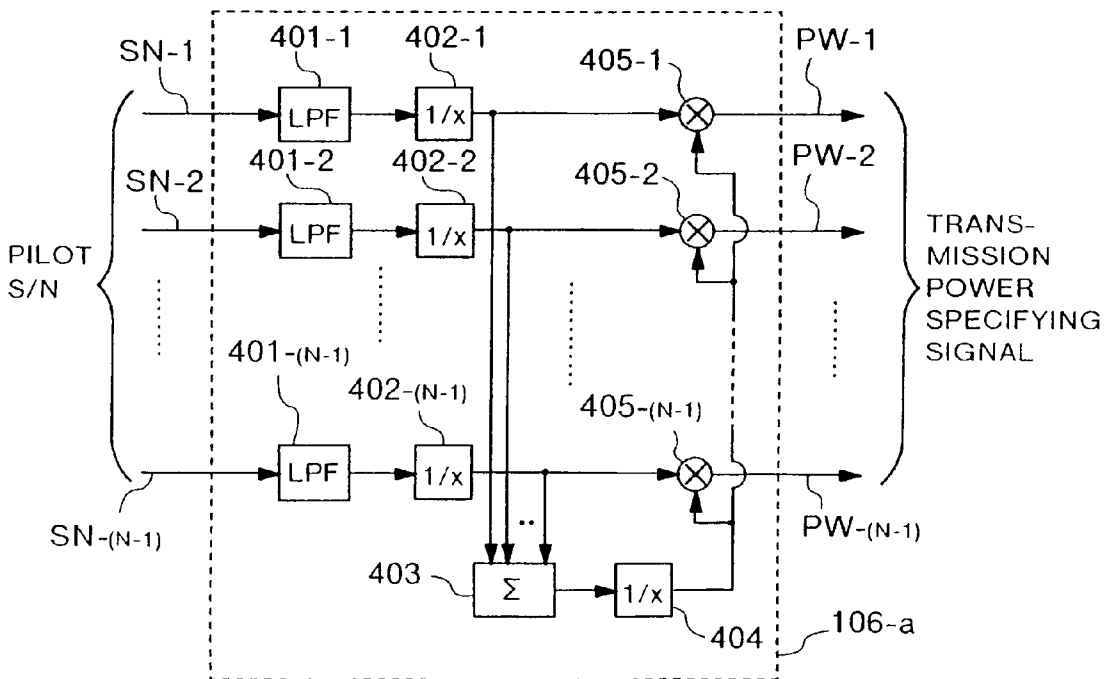 401-1
402-1
SN-1
405-1
PW-1
LPF
1/x
401-2
402-2
SN-2
405-2
PW-2
LPF
1/x
PILOT
S/N
TRANS-
MISSION
POWER
SPECIFYING
SIGNAL
401-(N-1)
402-(N-1)
405-(N-1)
LPF
1/x
SN-(N-1)
PW-(N-1)
403
Σ
1/x
404
106-a